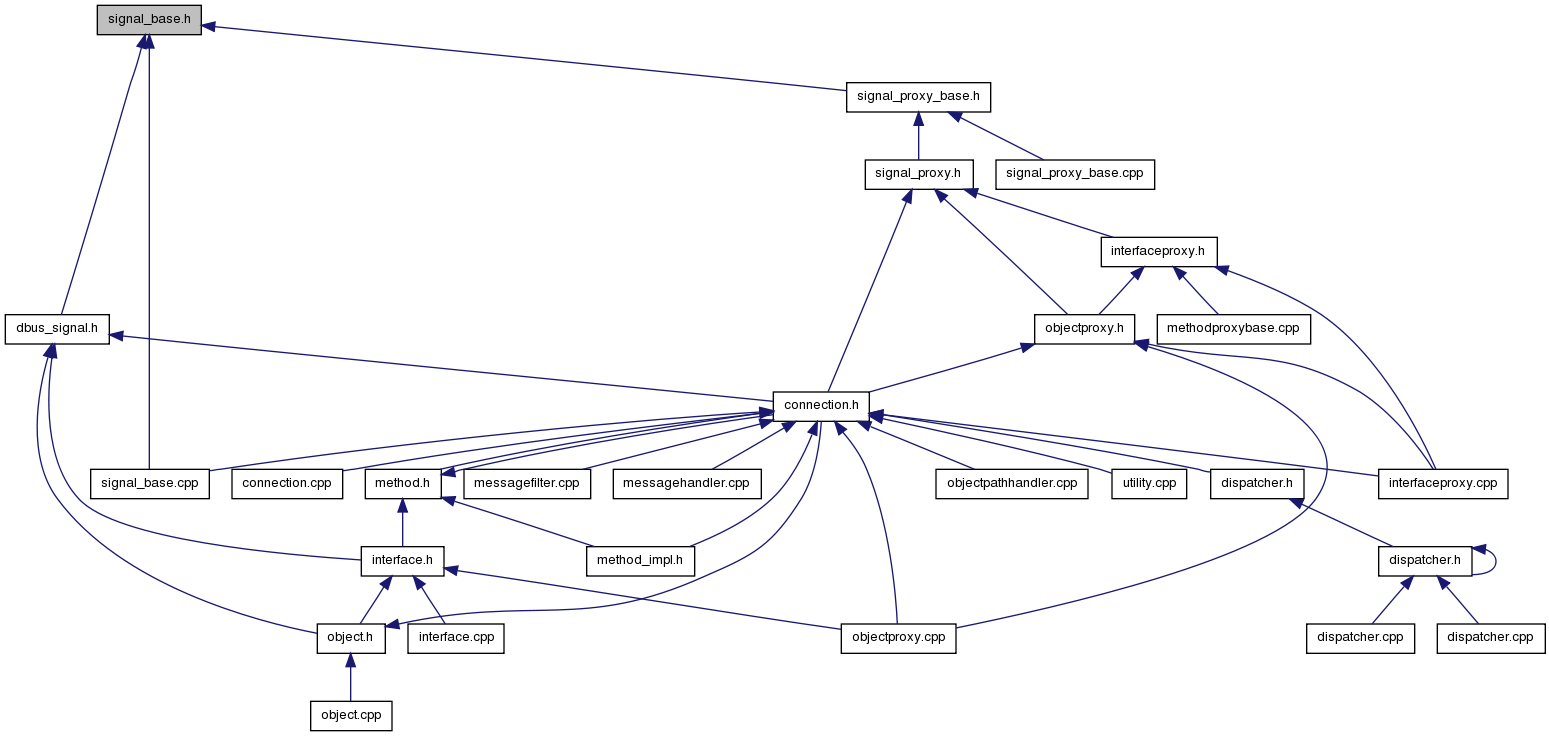 signal_base.h
signal_proxy_base.h
signal_proxy.h
signal_proxy_base.cpp
interfaceproxy.h
dbus_signal.h
objectproxy.h
methodproxybase.cpp
connection.h
signal_base.cpp
connection.cpp
method.h
messagefilter.cpp
messagehandler.cpp
objectpathhandler.cpp
utility.cpp
dispatcher.h
interfaceproxy.cpp
interface.h
method_impl.h
dispatcher.h
object.h
interface.cpp
objectproxy.cpp
dispatcher.cpp
dispatcher.cpp
object.cpp